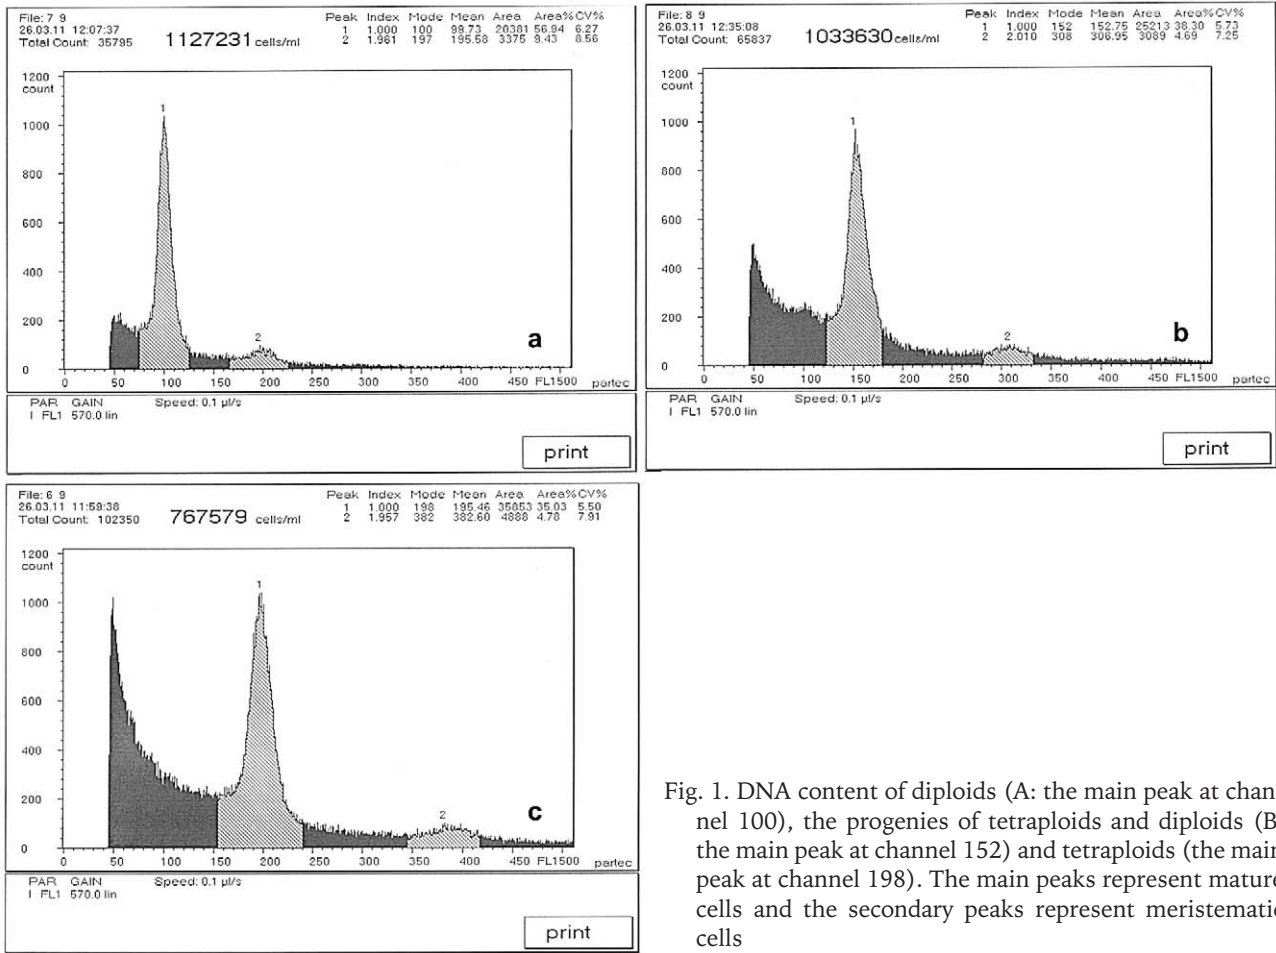 File: 7 9
26.03.11 12:07:37
Total Count: 35795
1127231 cells/ml
Peak Index Mode Mean Area Area% CV%
1 1.000 100 99.73 20381 56.94 6.27
2 1.961 197 195.58 3375 9.43 8.56
1200
count
1000
800
600
400
200
0
1
2
a
0 50 100 150 200 250 300 350 400 450 FL1500 partec
PAR GAIN Speed: 0.1 µl/s
I FL1 570.0 lin
print
File: 8 9
26.03.11 12:35:08
Total Count: 65837
1033630 cells/ml
Peak Index Mode Mean Area Area% CV%
1 1.000 152 152.75 25213 38.30 5.73
2 2.010 308 306.95 3089 4.69 7.25
1200
count
1000
800
600
400
200
0
1
2
b
0 50 100 150 200 250 300 350 400 450 FL1500 partec
PAR GAIN Speed: 0.1 µl/s
I FL1 570.0 lin
print
File: 6 9
26.03.11 11:59:38
Total Count: 102350
767579 cells/ml
Peak Index Mode Mean Area Area% CV%
1 1.000 198 195.46 35853 35.03 5.50
2 1.957 382 382.60 4888 4.78 7.91
1200
count
1000
800
600
400
200
0
1
2
c
0 50 100 150 200 250 300 350 400 450 FL1500 partec
PAR GAIN Speed: 0.1 µl/s
I FL1 570.0 lin
print
Fig. 1. DNA content of diploids (A: the main peak at chan
nel 100), the progenies of tetraploids and diploids (B
the main peak at channel 152) and tetraploids (the main
peak at channel 198). The main peaks represent mature
cells and the secondary peaks represent meristematic
cells